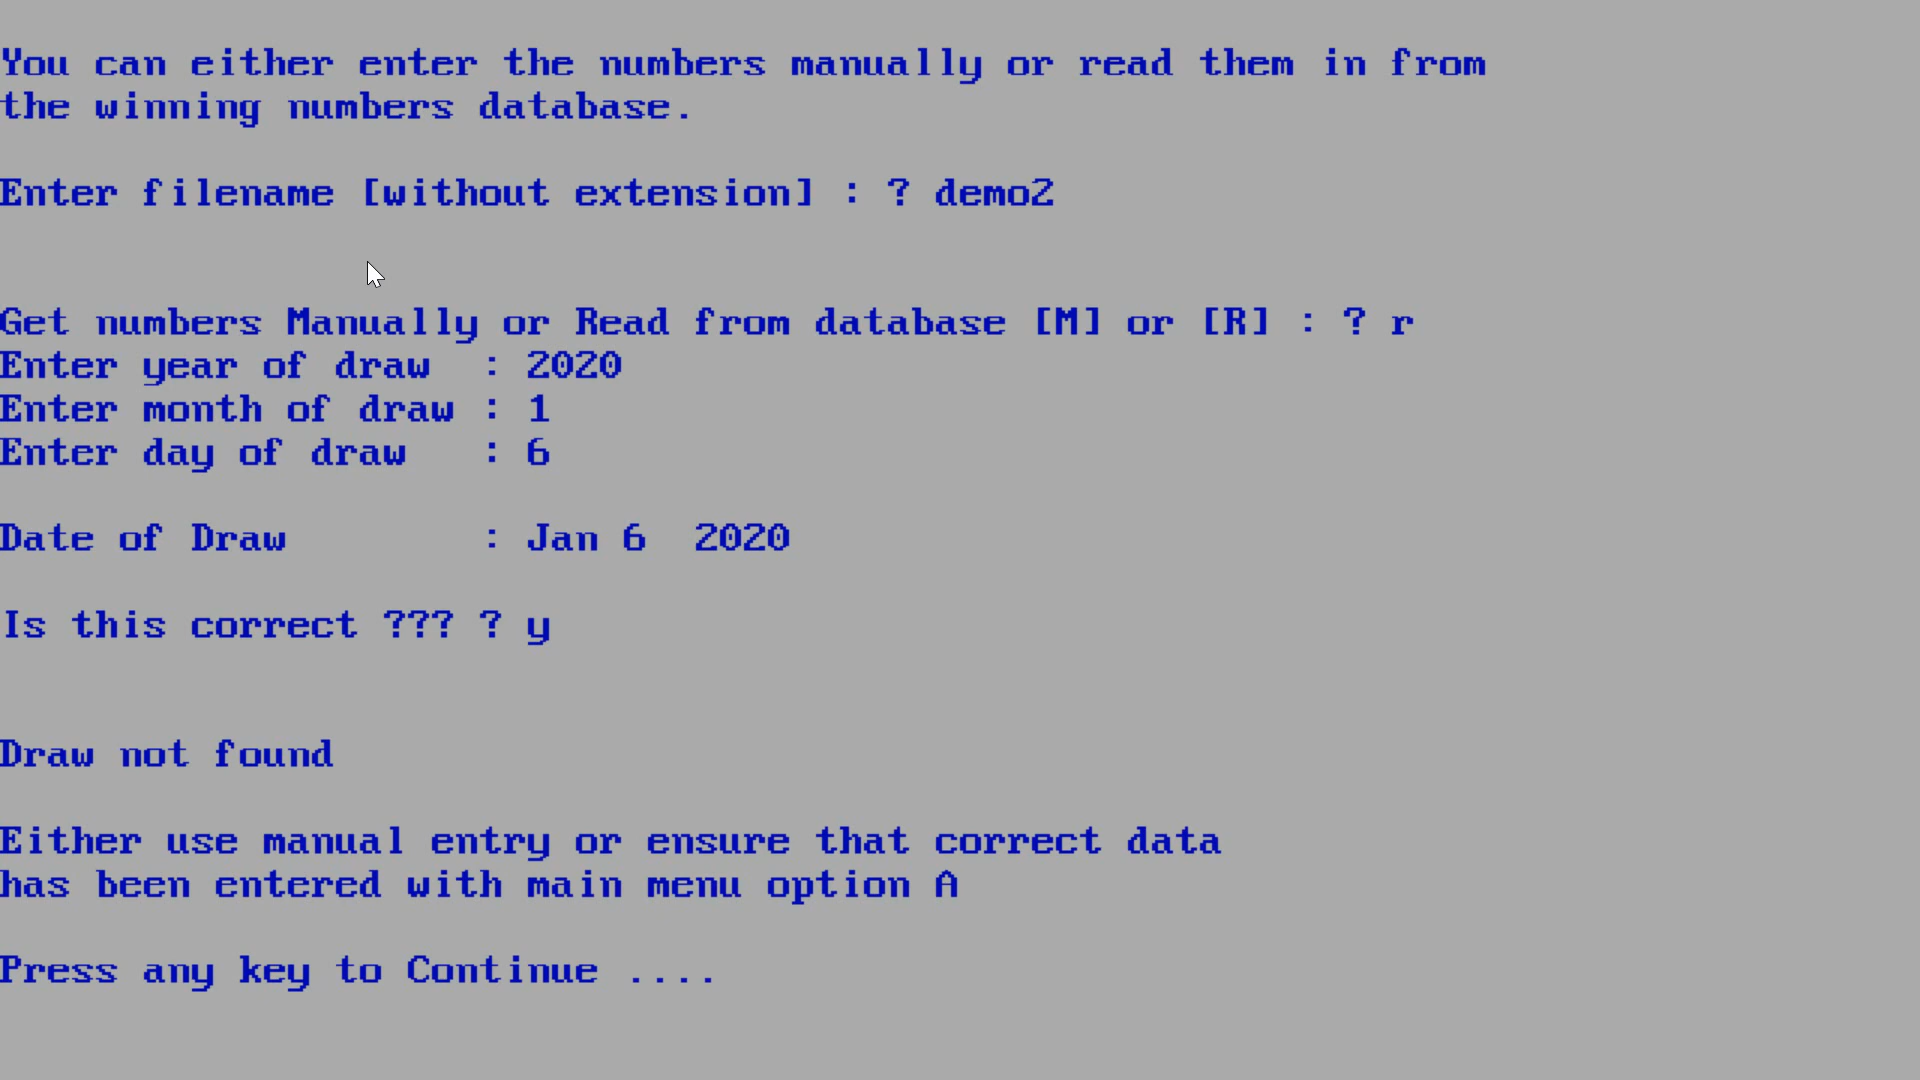 You can either enter the numbers manually or read them in from
the winning numbers database.
Enter filename [without extension] : ? demo2
Get numbers Manually or Read from database [M] or [R] : ? r
Enter year of draw  : 2020
Enter month of draw : 1
Enter day of draw   : 6
Date of Draw        : Jan 6  2020
Is this correct ??? ? y
Draw not found
Either use manual entry or ensure that correct data
has been entered with main menu option A
Press any key to Continue ....